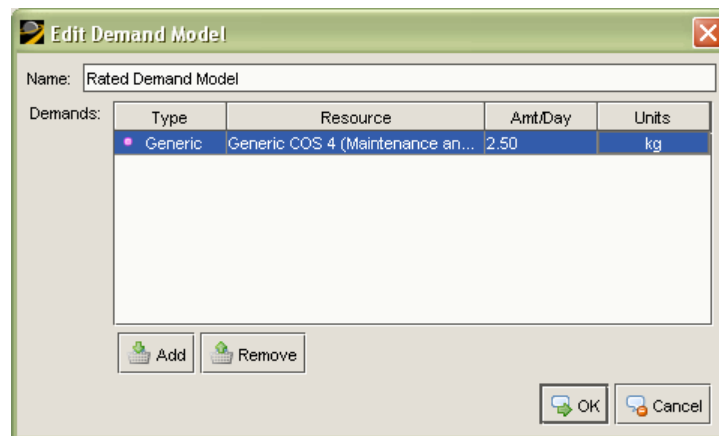 Edit Demand Model
Name: Rated Demand Model
Demands: Type Resource Amt/Day Units
Generic Generic COS 4 (Maintenance an... 2.50 kg
Add Remove
OK Cancel